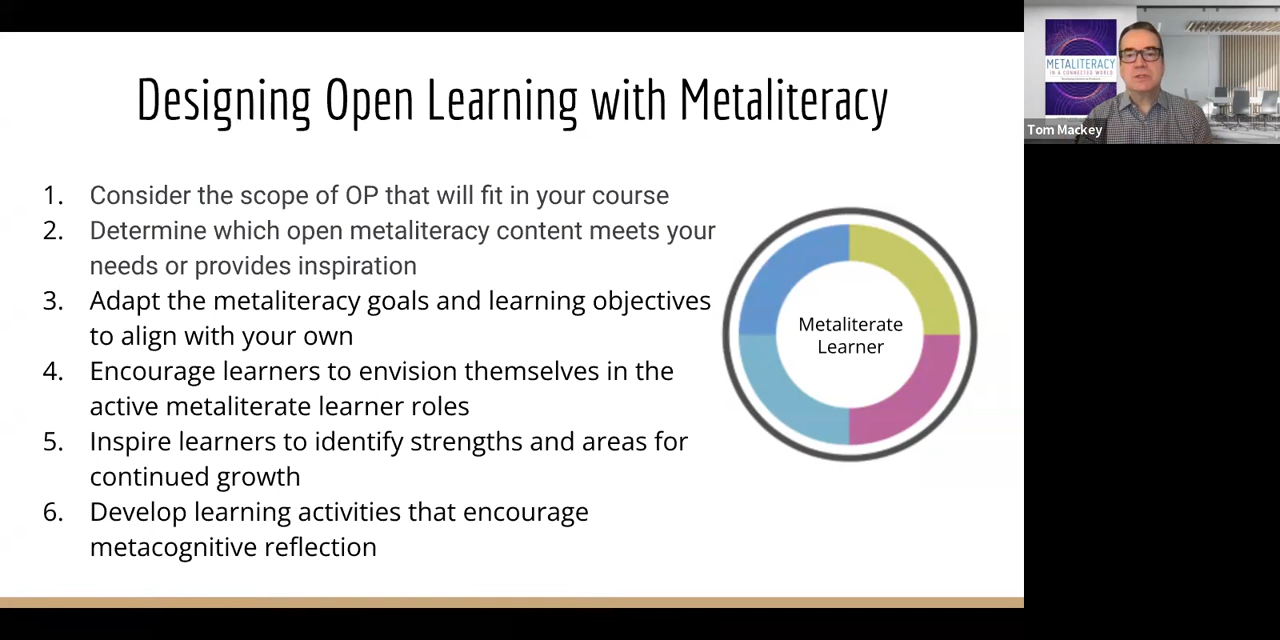 Designing Open Learning with Metaliteracy
1. Consider the scope of OP that will fit in your course
2. Determine which open metaliteracy content meets your
needs or provides inspiration
3. Adapt the metaliteracy goals and learning objectives
to align with your own
4. Encourage learners to envision themselves in the
active metaliterate learner roles
5. Inspire learners to identify strengths and areas for
continued growth
6. Develop learning activities that encourage
metacognitive reflection
Metaliterate
Learner
METALITERACY
IN A CONNECTED WORLD
Tom Mackey